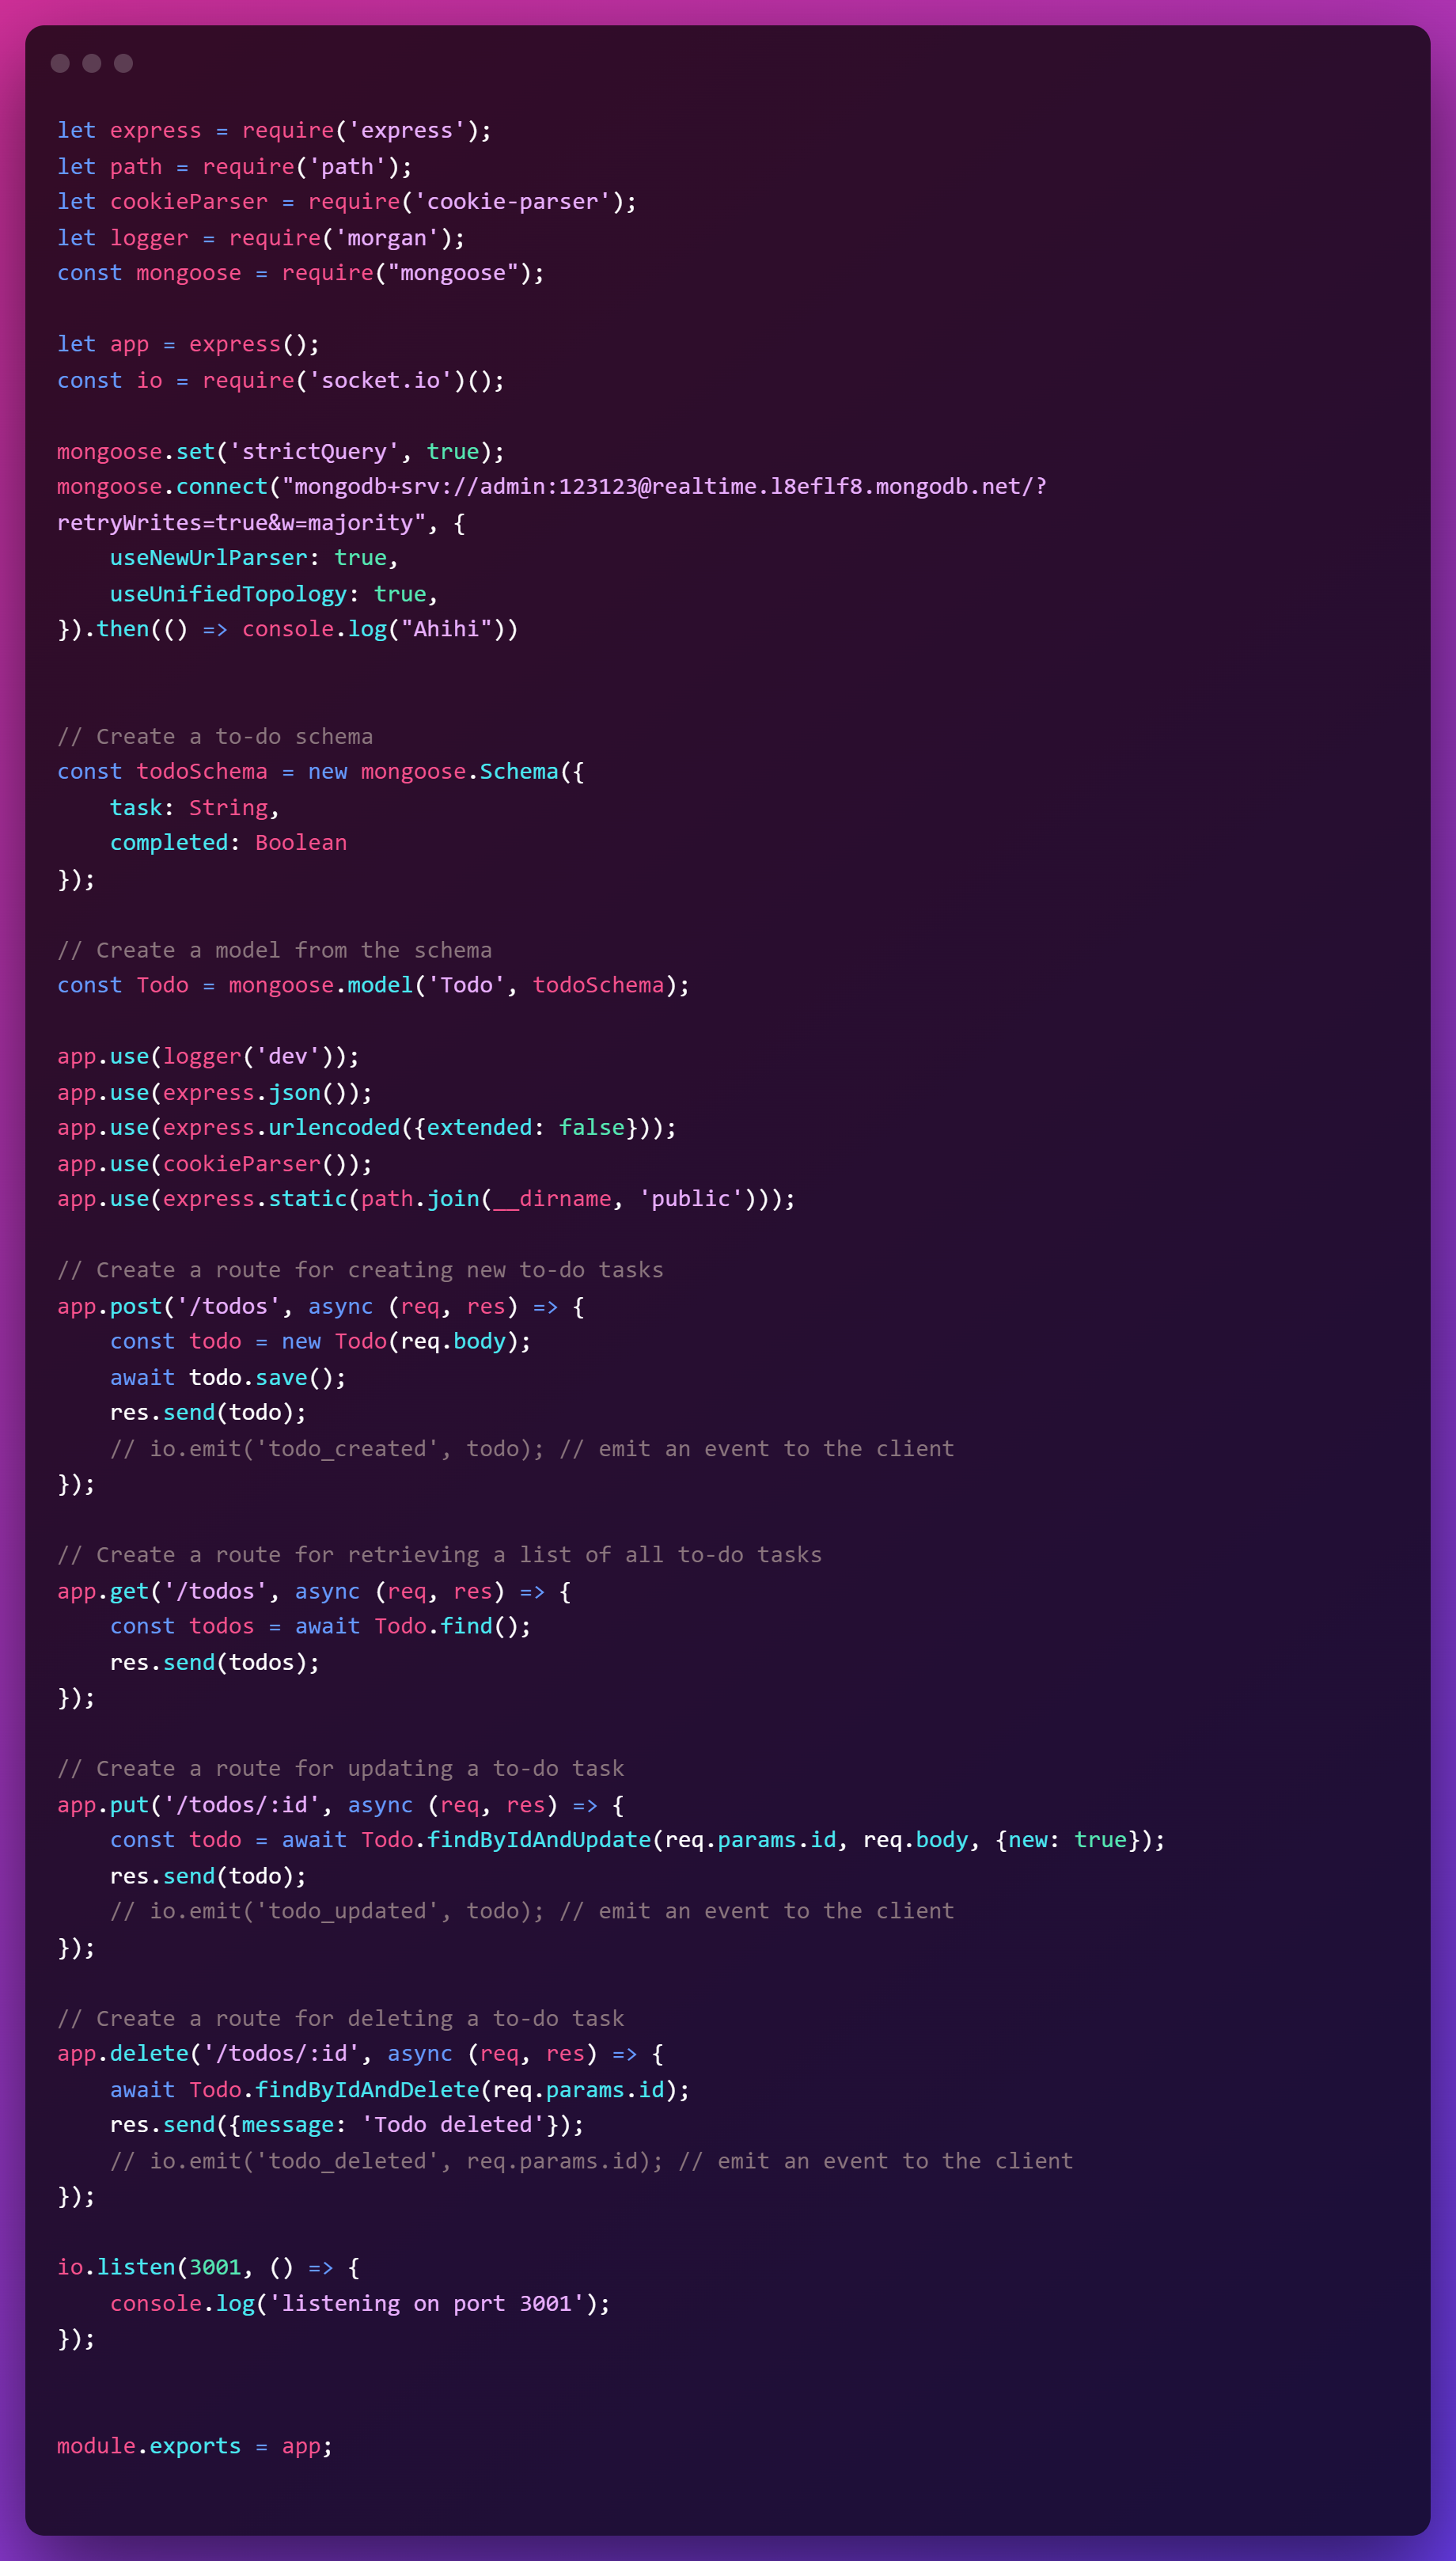 let express = require('express');
let path = require('path');
let cookieParser = require('cookie-parser');
let logger = require('morgan');
const mongoose = require("mongoose");

let app = express();
const io = require('socket.io')();

mongoose.set('strictQuery', true);
mongoose.connect("mongodb+srv://admin:123123@realtime.l8eflf8.mongodb.net/?
retryWrites=true&w=majority", {
    useNewUrlParser: true,
    useUnifiedTopology: true,
}).then(() => console.log("Ahihi"))


// Create a to-do schema
const todoSchema = new mongoose.Schema({
    task: String,
    completed: Boolean
});

// Create a model from the schema
const Todo = mongoose.model('Todo', todoSchema);

app.use(logger('dev'));
app.use(express.json());
app.use(express.urlencoded({extended: false}));
app.use(cookieParser());
app.use(express.static(path.join(__dirname, 'public')));

// Create a route for creating new to-do tasks
app.post('/todos', async (req, res) => {
    const todo = new Todo(req.body);
    await todo.save();
    res.send(todo);
    // io.emit('todo_created', todo); // emit an event to the client
});

// Create a route for retrieving a list of all to-do tasks
app.get('/todos', async (req, res) => {
    const todos = await Todo.find();
    res.send(todos);
});

// Create a route for updating a to-do task
app.put('/todos/:id', async (req, res) => {
    const todo = await Todo.findByIdAndUpdate(req.params.id, req.body, {new: true});
    res.send(todo);
    // io.emit('todo_updated', todo); // emit an event to the client
});

// Create a route for deleting a to-do task
app.delete('/todos/:id', async (req, res) => {
    await Todo.findByIdAndDelete(req.params.id);
    res.send({message: 'Todo deleted'});
    // io.emit('todo_deleted', req.params.id); // emit an event to the client
});

io.listen(3001, () => {
    console.log('listening on port 3001');
});


module.exports = app;